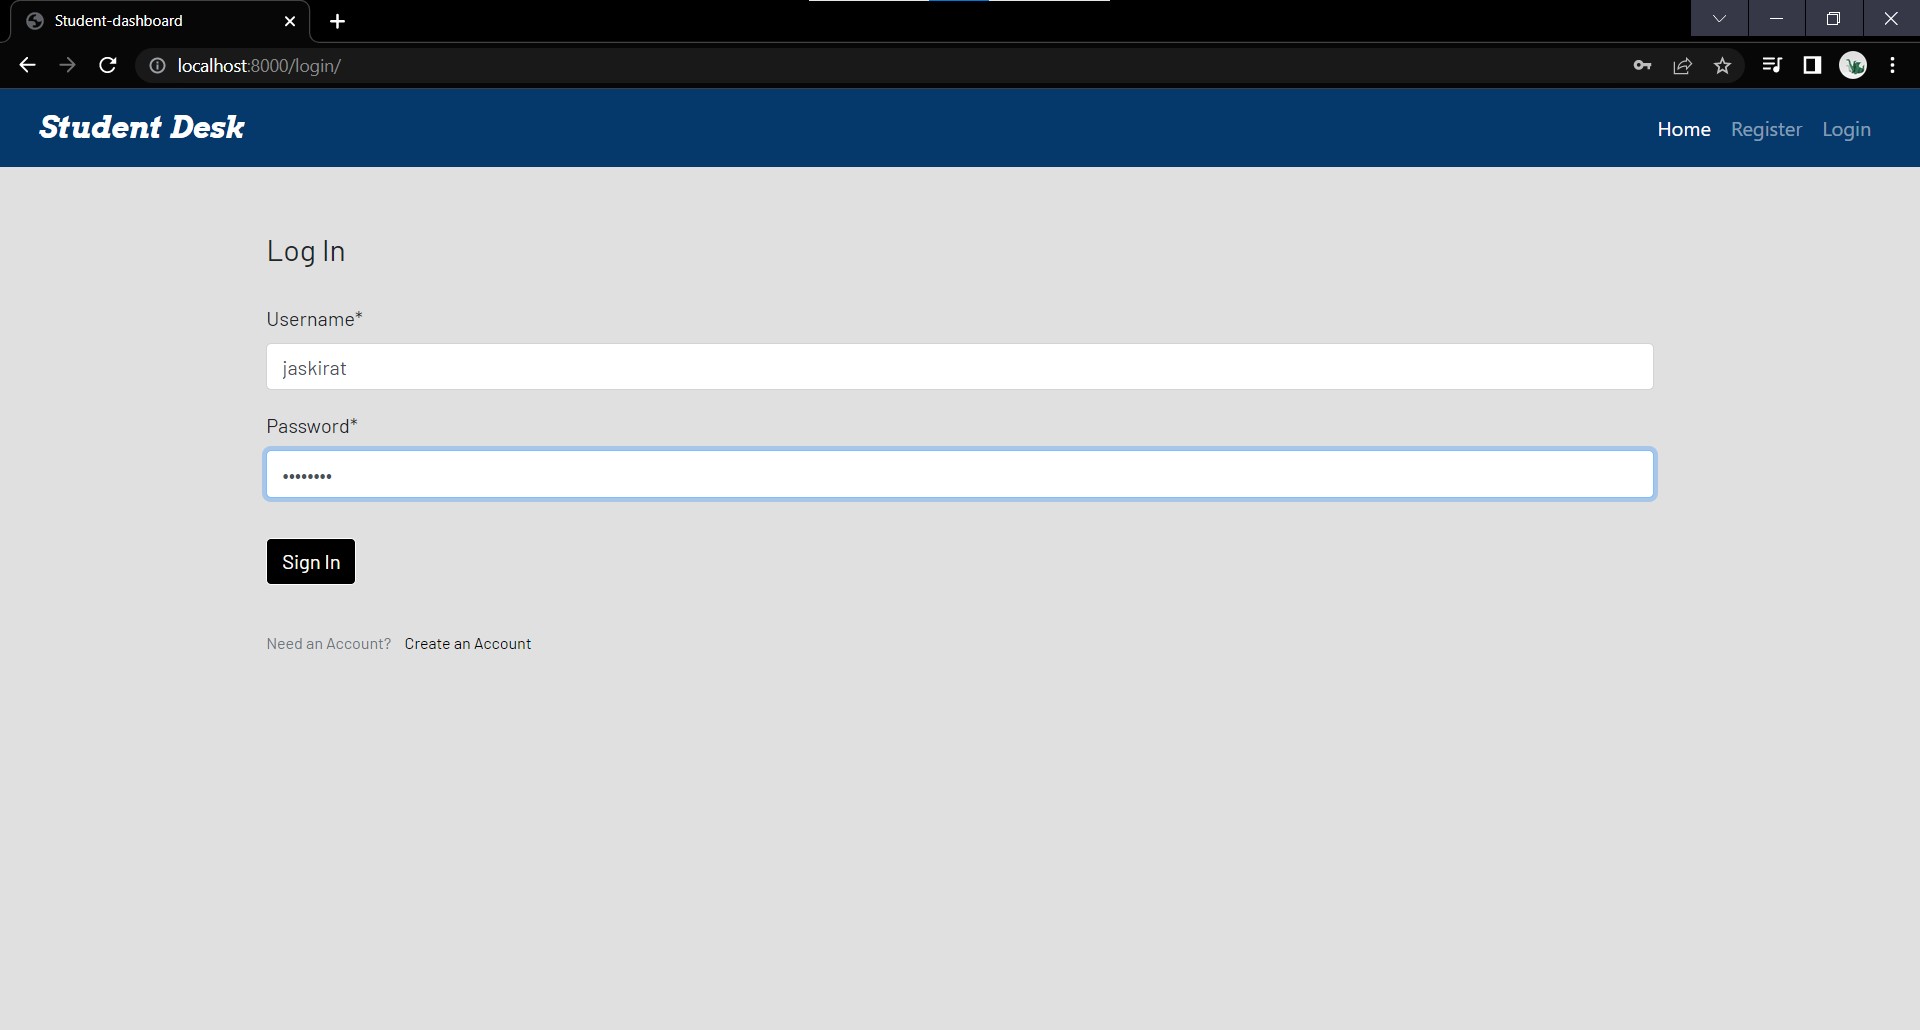 Student-dashboard
localhost:8000/login/
Student Desk
Home Register Login
Log In
Username*
jaskirat
Password*
••••••••
Sign In
Need an Account? Create an Account